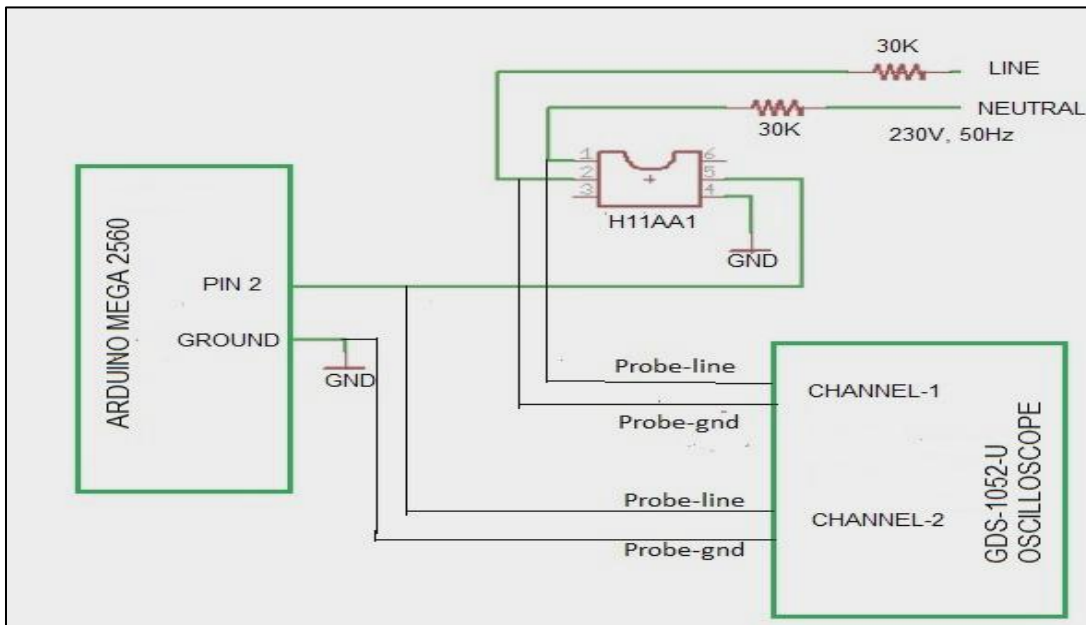 30K
LINE
NEUTRAL
30K
230V, 50Hz
1
2
3
6
5
4
H11AA1
GND
ARDUINO MEGA 2560
PIN 2
GROUND
GND
Probe-line
CHANNEL-1
Probe-gnd
Probe-line
CHANNEL-2
Probe-gnd
GDS-1052-U
OSCILLOSCOPE